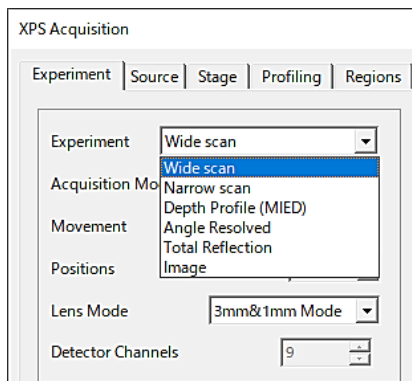 XPS Acquisition
Experiment Source Stage Profiling Regions
Experiment Wide scan
Wide scan
Acquisition Mo
Narrow scan
Depth Profile (MIED)
Movement
Angle Resolved
Total Reflection
Positions
Image
Lens Mode 3mm&1mm Mode
Detector Channels 9